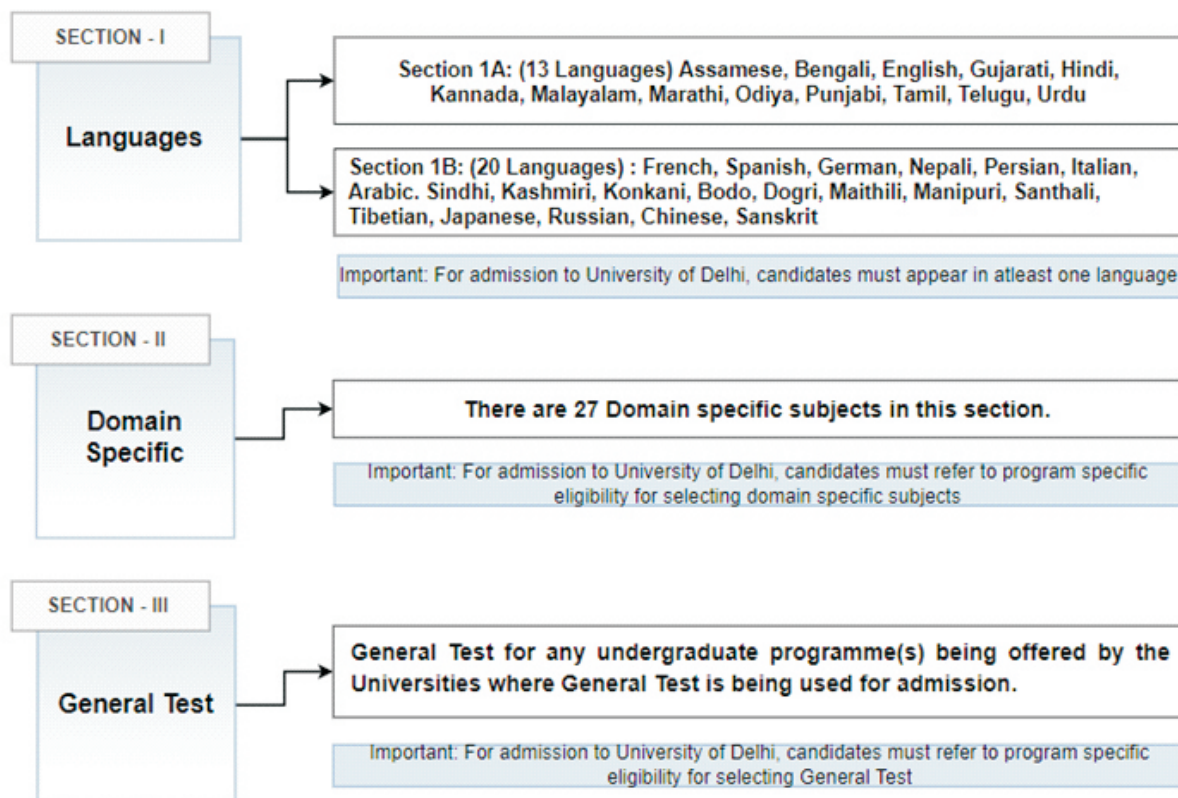 SECTION - I
Languages
Section 1A: (13 Languages) Assamese, Bengali, English, Gujarati, Hindi,
Kannada, Malayalam, Marathi, Odiya, Punjabi, Tamil, Telugu, Urdu
Section 1B: (20 Languages) : French, Spanish, German, Nepali, Persian, Italian,
Arabic. Sindhi, Kashmiri, Konkani, Bodo, Dogri, Maithili, Manipuri, Santhali,
Tibetian, Japanese, Russian, Chinese, Sanskrit
Important: For admission to University of Delhi, candidates must appear in atleast one language
SECTION - II
Domain
Specific
There are 27 Domain specific subjects in this section.
Important: For admission to University of Delhi, candidates must refer to program specific
eligibility for selecting domain specific subjects
SECTION - III
General Test
General Test for any undergraduate programme(s) being offered by the
Universities where General Test is being used for admission.
Important: For admission to University of Delhi, candidates must refer to program specific
eligibility for selecting General Test